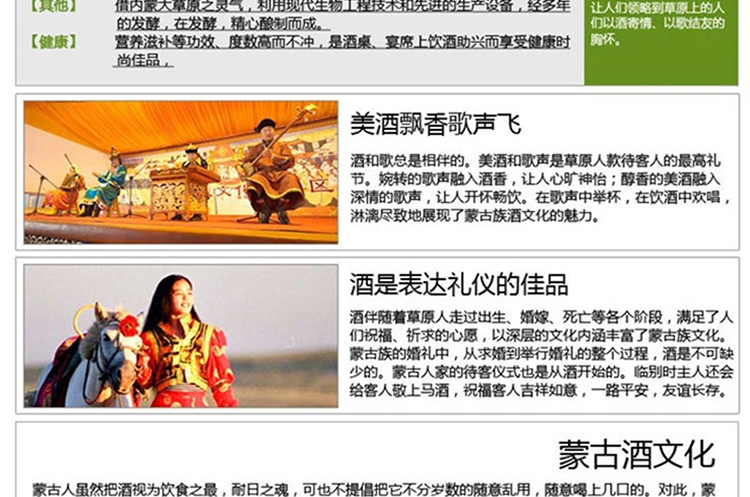 【其他】 借内蒙大草原之灵气，利用现代生物工程技术和先进的生产设备，经多年
的发酵，在发酵，精心酿制而成。
【健康】 营养滋补等功效、度数高而不冲，是酒桌、宴席上饮酒助兴而享受健康时
尚佳品，
让人们领略到草原上的人
们以酒寄情、以歌结友的
胸怀。
美酒飘香歌声飞
酒和歌总是相伴的。美酒和歌声是草原人款待客人的最高礼
节。婉转的歌声融入酒香，让人心旷神怡；醇香的美酒融入
深情的歌声，让人开怀畅饮。在歌声中举杯，在饮酒中欢唱，
淋漓尽致地展现了蒙古族酒文化的魅力。
酒是表达礼仪的佳品
酒伴随着草原人走过出生、婚嫁、死亡等各个阶段，满足了人
们祝福、祈求的心愿，以深层的文化内涵丰富了蒙古族文化。
蒙古族的婚礼中，从求婚到举行婚礼的整个过程，酒是不可缺
少的。蒙古人家的待客仪式也是从酒开始的。临别时主人还会
给客人敬上马酒，祝福客人吉祥如意，一路平安，友谊长存。
蒙古酒文化
蒙古人虽然把酒视为饮食之最，耐日之魂，可也不提倡把它不分岁数的随意乱用，随意喝上几口的。对此，蒙